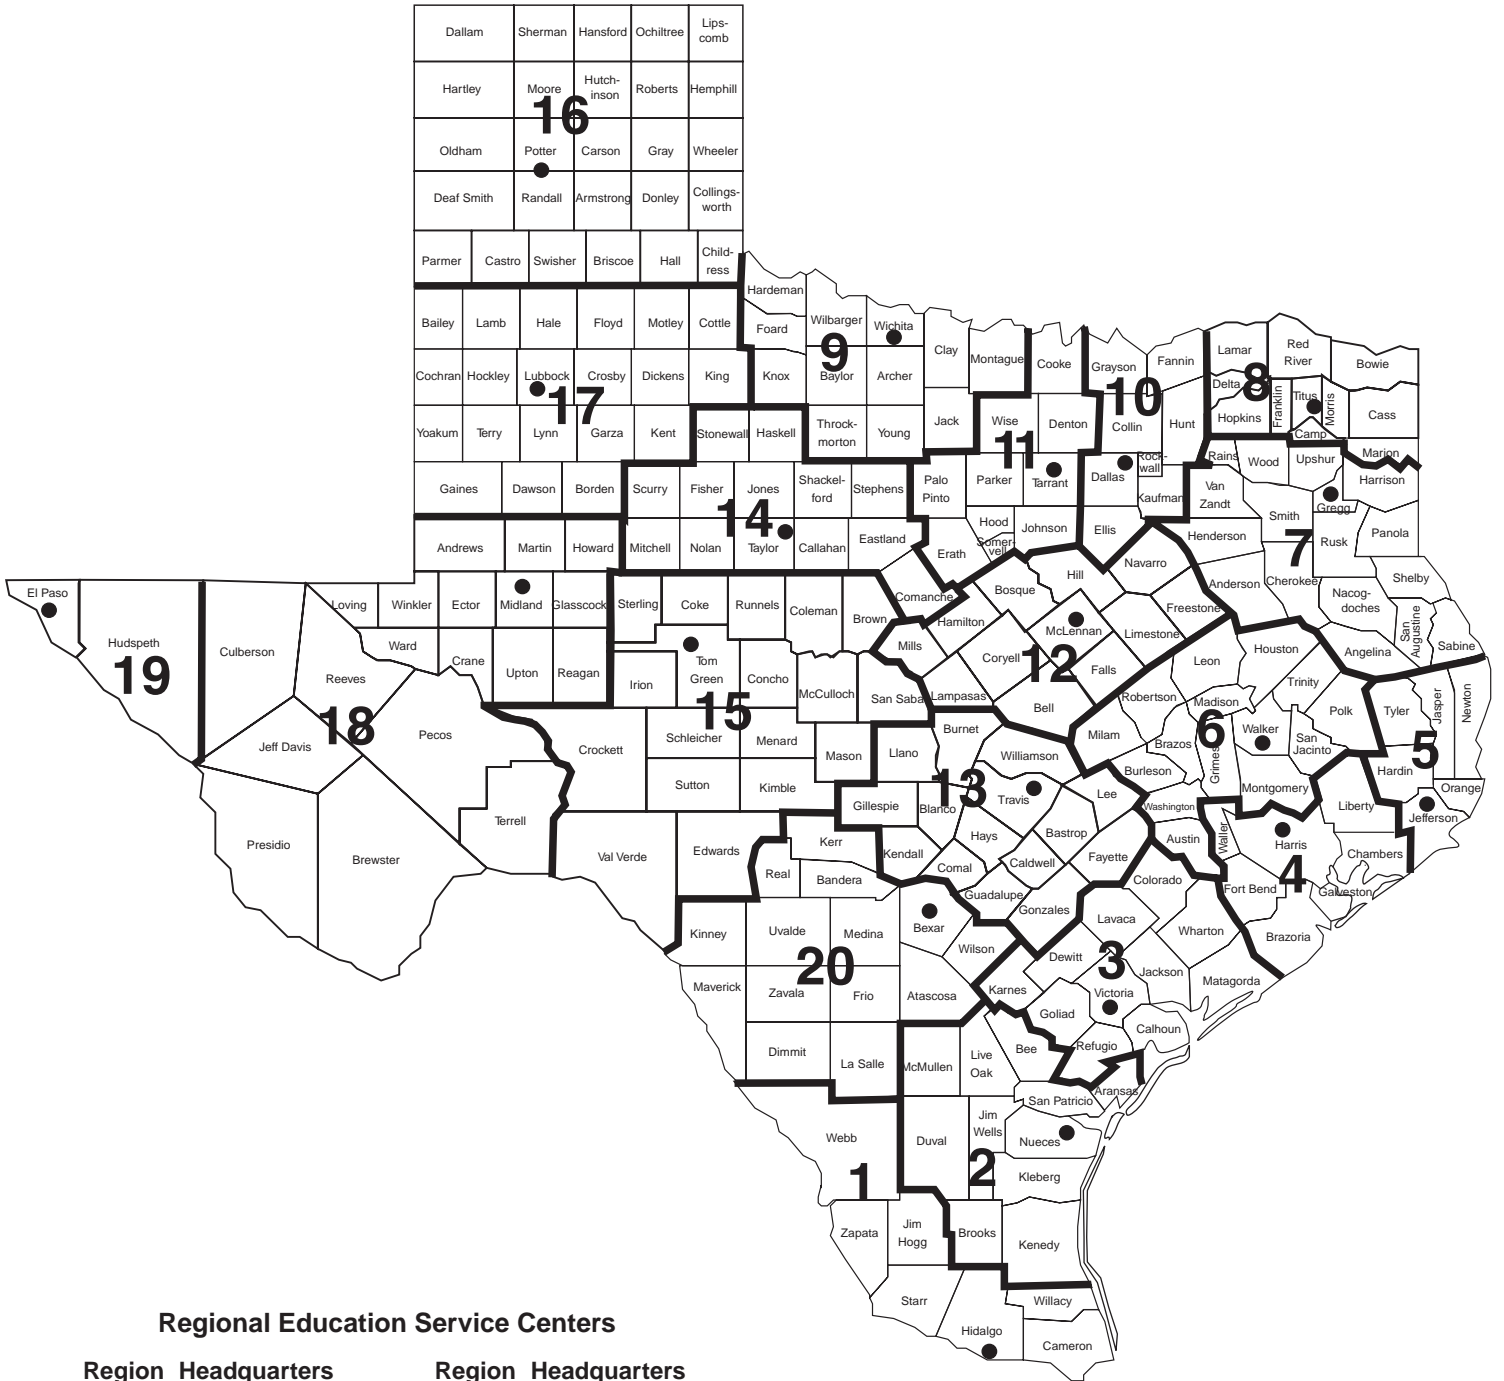 Dallam Sherman Hansford Ochiltree Lips-
comb
Hartley Moore Hutch-
inson Roberts Hemphill
16
Oldham Potter Carson Gray Wheeler
Deaf Smith Randall Armstrong Donley Collings-
worth
Parmer Castro Swisher Briscoe Hall Child-
ress
Hardeman
Bailey Lamb Hale Floyd Motley Cottle Foard Wilbarger Wichita
9
Clay Montague Cooke Grayson Fannin Lamar Red
River Bowie
Cochran Hockley Lubbock Crosby Dickens King Knox Baylor Archer
17
10
8
Delta Hopkins Franklin Titus Morris Cass
Camp
Yoakum Terry Lynn Garza Kent Stonewall Haskell Throck-
morton Young Jack Wise Denton Collin Hunt
11
Rains Wood Upshur Marion
Harrison
Gaines Dawson Borden Scurry Fisher Jones Shackel-
ford Stephens Palo
Pinto Parker Tarrant Dallas Rock-
wall
Kaufman Van
Zandt Smith Gregg
14
7
Andrews Martin Howard Mitchell Nolan Taylor Callahan Eastland Erath Hood
Somer-
vell Johnson Ellis Henderson Rusk Panola
Navarro Anderson Cherokee Shelby
Nacog-
doches San
Augustine Sabine
El Paso Hudspeth
19
Culberson Loving Winkler Ector Midland Glasscock Sterling Coke Runnels Coleman Brown Comanche Bosque Hill Freestone
Reeves Ward Crane Upton Reagan Irion Tom
Green Concho McCulloch San Saba Mills Hamilton Coryell McLennan Limestone
18
15
12
Lampasas Bell Falls Leon Houston Angelina
Robertson Madison Trinity Polk Tyler Jasper Newton
Jeff Davis Pecos Crockett Schleicher Menard Mason Llano Burnet Williamson Milam Brazos Grimes Walker San
Jacinto Hardin
13
6
5
Sutton Kimble Gillespie Blanco Travis Lee Burleson Washington Montgomery Liberty Orange
Jefferson
Presidio Brewster Terrell Val Verde Edwards Kerr Real Bandera Kendall Hays Comal Bastrop Caldwell Fayette Austin Waller Harris Chambers
4
Guadalupe Gonzales Colorado Fort Bend Galveston
Kinney Uvalde Medina Bexar Wilson Lavaca Wharton Brazoria
20
Dewitt
3
Jackson Matagorda
Maverick Zavala Frio Atascosa Karnes Victoria Goliad Calhoun
Dimmit La Salle McMullen Live
Oak Bee Refugio
Aransas
San Patricio
Webb Duval Jim
Wells Nueces
1
2
Kleberg
Zapata Jim
Hogg Brooks Kenedy
Starr Hidalgo Willacy
Cameron
Regional Education Service Centers
Region Headquarters Region Headquarters